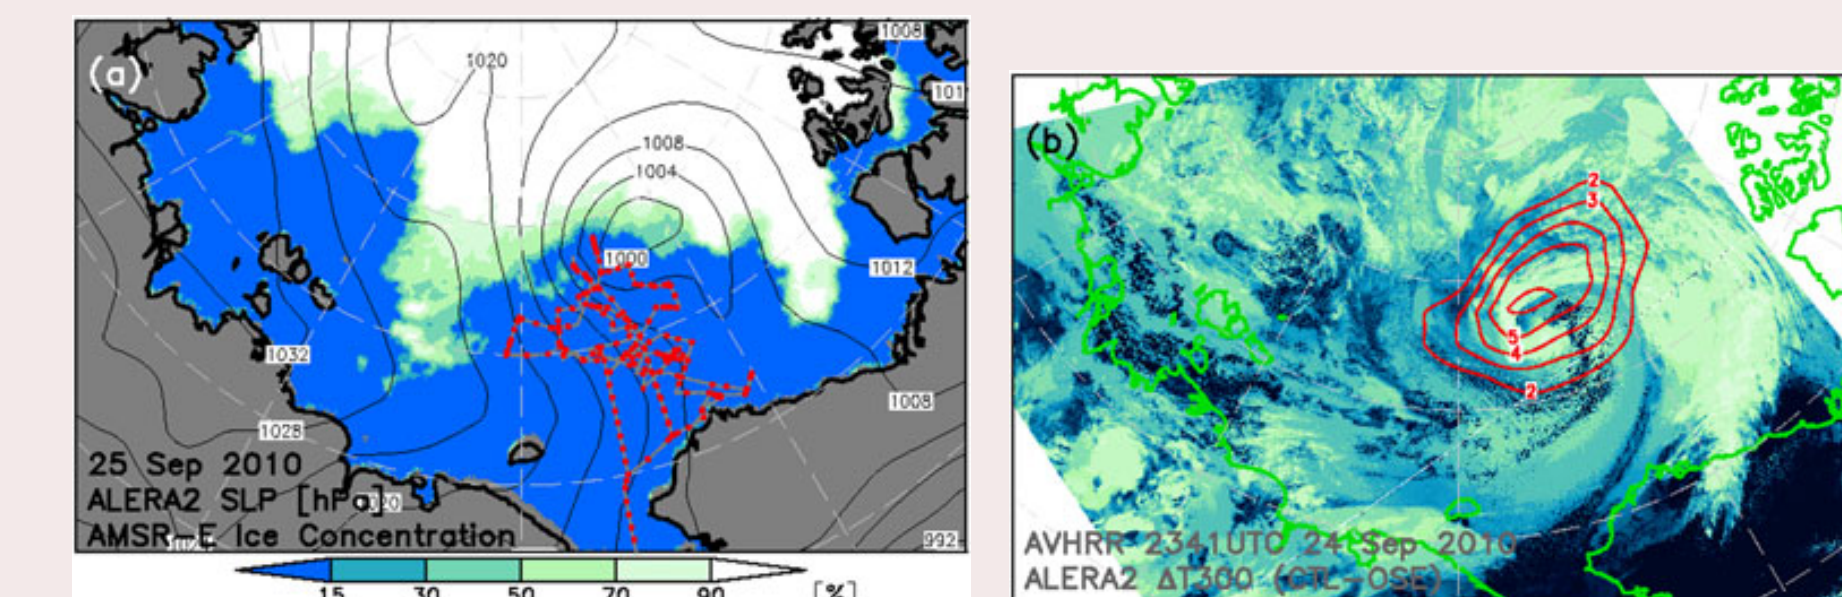 (a)
1008
1020
101
1008
1004
1000
1012
1032
1008
1028
25 Sep 2010
ALERA2 SLP [hPa]
1020
AMSR-E Ice Concentration
992
15 30 50 70 90 [%]
(b)
2
3
5
4
2
AVHRR 2341UTC 24 Sep 2010
ALERA2 ΔT300 (CTL-OSE)